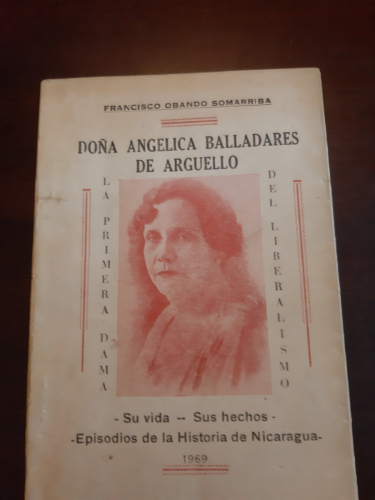 FRANCISCO OBANDO SOMARRIBA
DOÑA ANGELICA BALLADARES
DE ARGUELLO
LA PRIMERA DAMA
DEL LIBERALISMO
- Su vida -- Sus hechos -
-Episodios de la Historia de Nicaragua-
1969